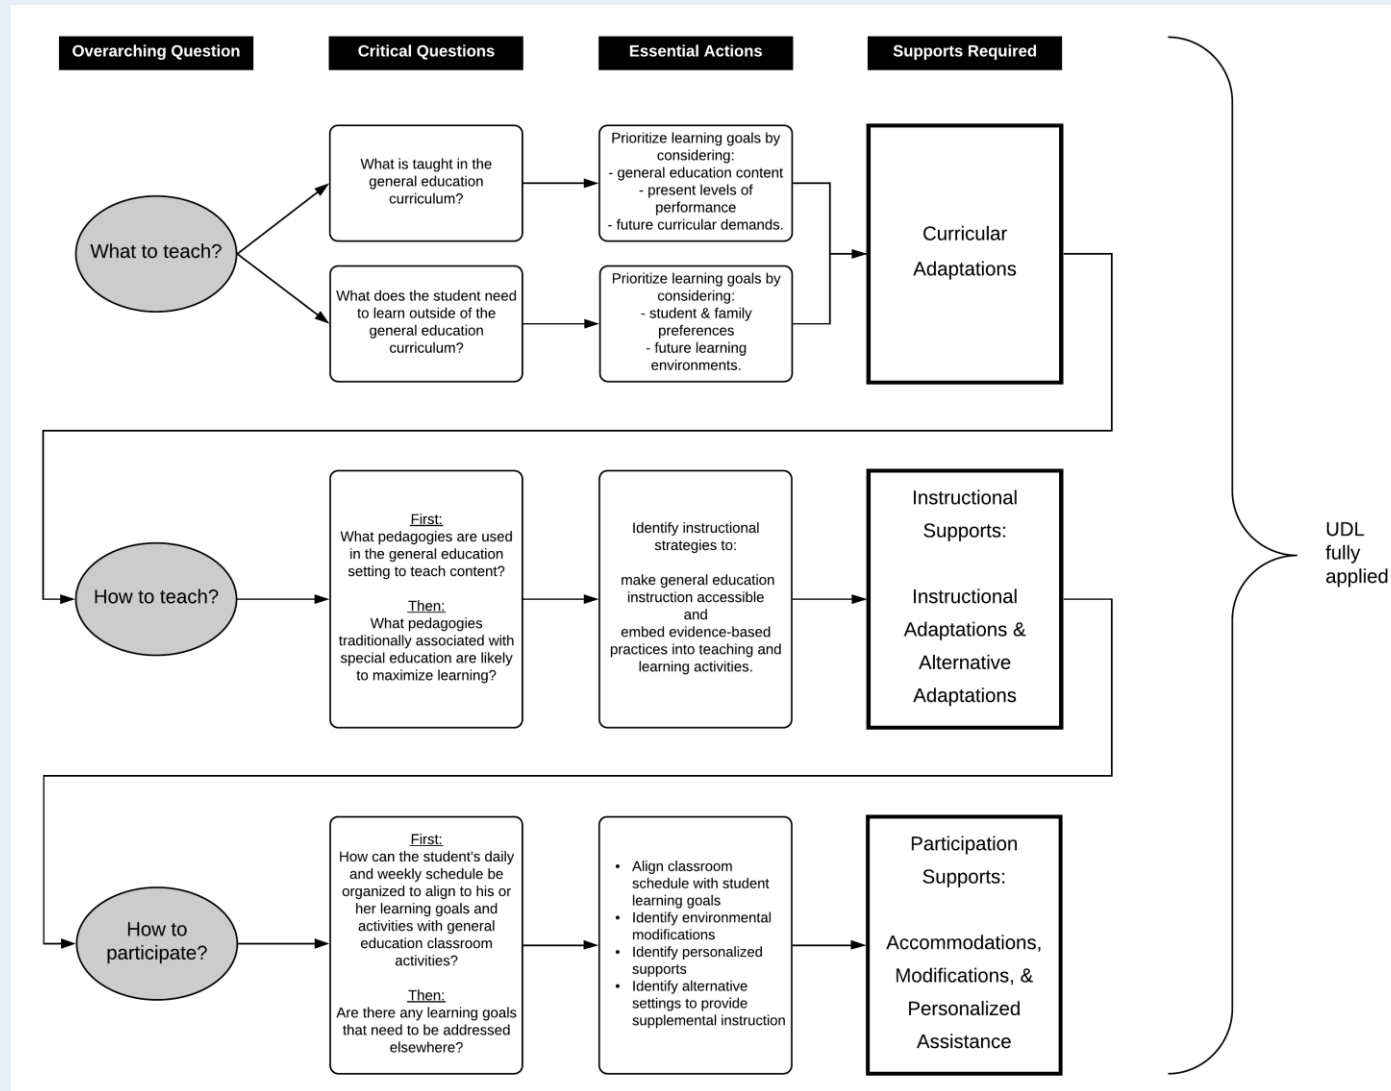 Overarching Question
Critical Questions
Essential Actions
Supports Required
What to teach?
What is taught in the
general education
curriculum?
Prioritize learning goals by
considering:
- general education content
- present levels of
performance
- future curricular demands.
What does the student need
to learn outside of the
general education
curriculum?
Prioritize learning goals by
considering:
- student & family
preferences
- future learning
environments.
Curricular
Adaptations
How to teach?
First:
What pedagogies are used
in the general education
setting to teach content?
Then:
What pedagogies
traditionally associated with
special education are likely
to maximize learning?
Identify instructional
strategies to:
make general education
instruction accessible
and
embed evidence-based
practices into teaching and
learning activities.
Instructional
Supports:
Instructional
Adaptations &
Alternative
Adaptations
How to
participate?
First:
How can the student's daily
and weekly schedule be
organized to align to his or
her learning goals and
activities with general
education classroom
activities?
Then:
Are there any learning goals
that need to be addressed
elsewhere?
• Align classroom
schedule with student
learning goals
• Identify environmental
modifications
• Identify personalized
supports
• Identify alternative
settings to provide
supplemental instruction
Participation
Supports:
Accommodations,
Modifications, &
Personalized
Assistance
UDL
fully
applied